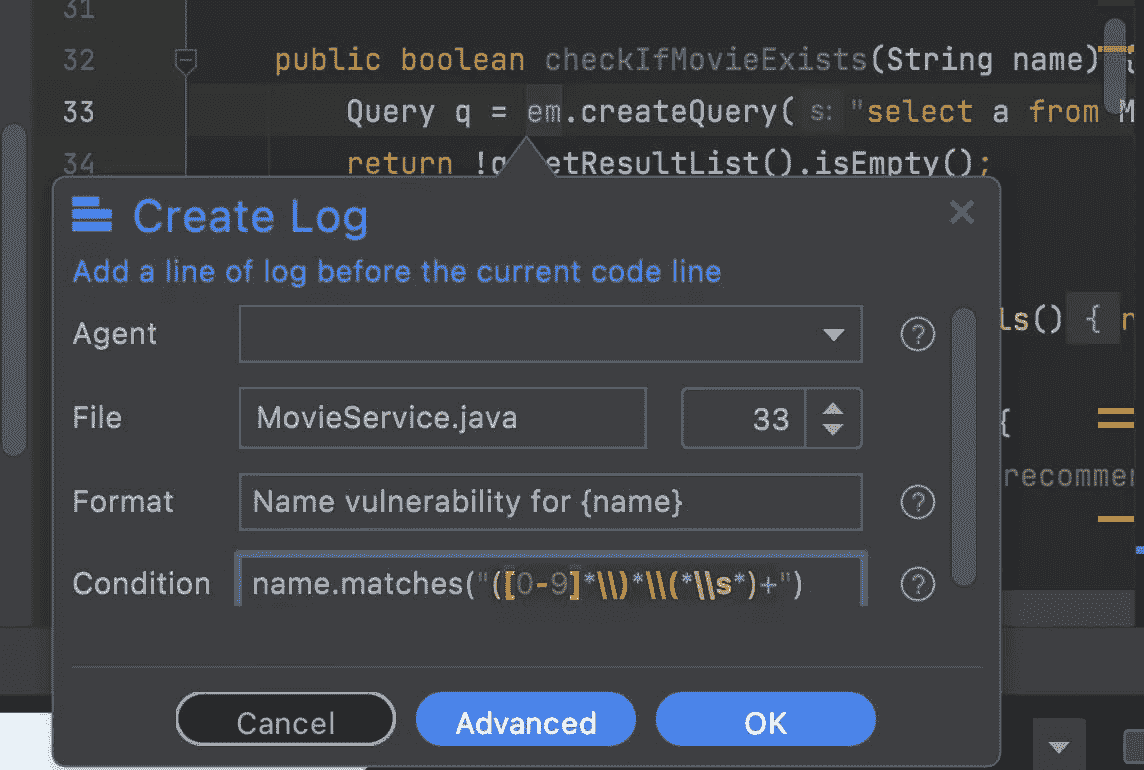 31
32 public boolean checkIfMovieExists(String name) {
33 Query q = em.createQuery( s: "select a from M
34 return !q.getResultList().isEmpty();
Create Log
Add a line of log before the current code line
ls() {
Agent ?
File MovieService.java 33
{
recommen
Format Name vulnerability for {name} ?
Condition name.matches("([0-9]*\\)*\\(*\\s*)+") ?
Cancel Advanced OK